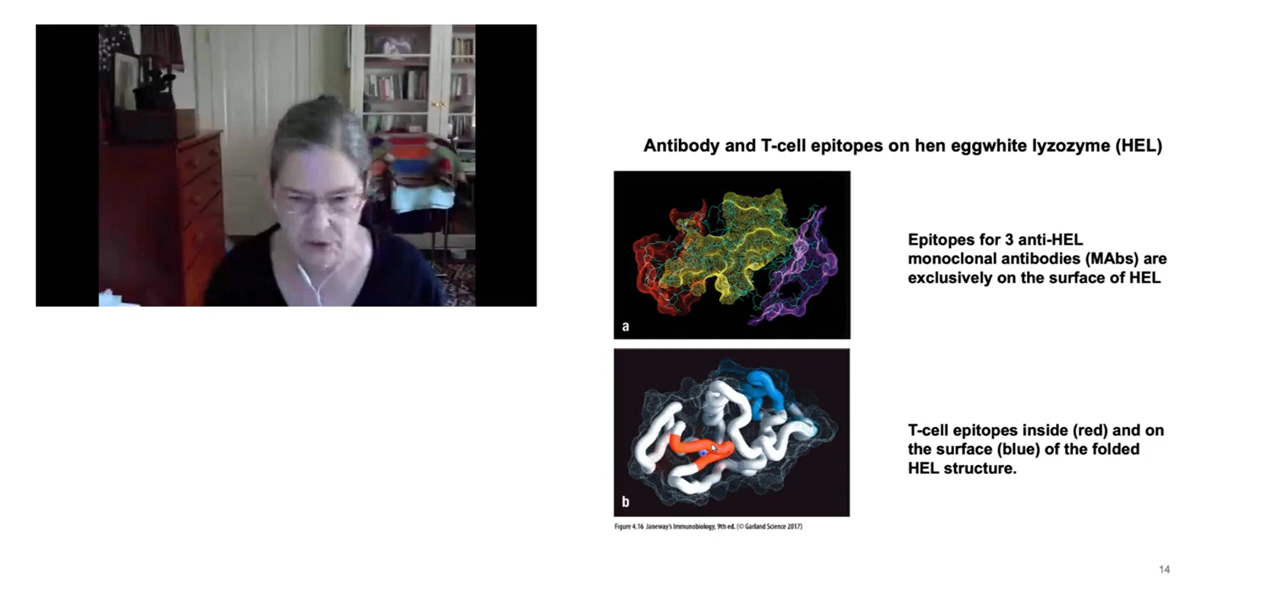 Antibody and T-cell epitopes on hen eggwhite lyzozyme (HEL)
a
Epitopes for 3 anti-HEL
monoclonal antibodies (MAbs) are
exclusively on the surface of HEL
b
T-cell epitopes inside (red) and on
the surface (blue) of the folded
HEL structure.
Figure 4.16 Janeway's Immunobiology, 9th ed. (© Garland Science 2017)
14